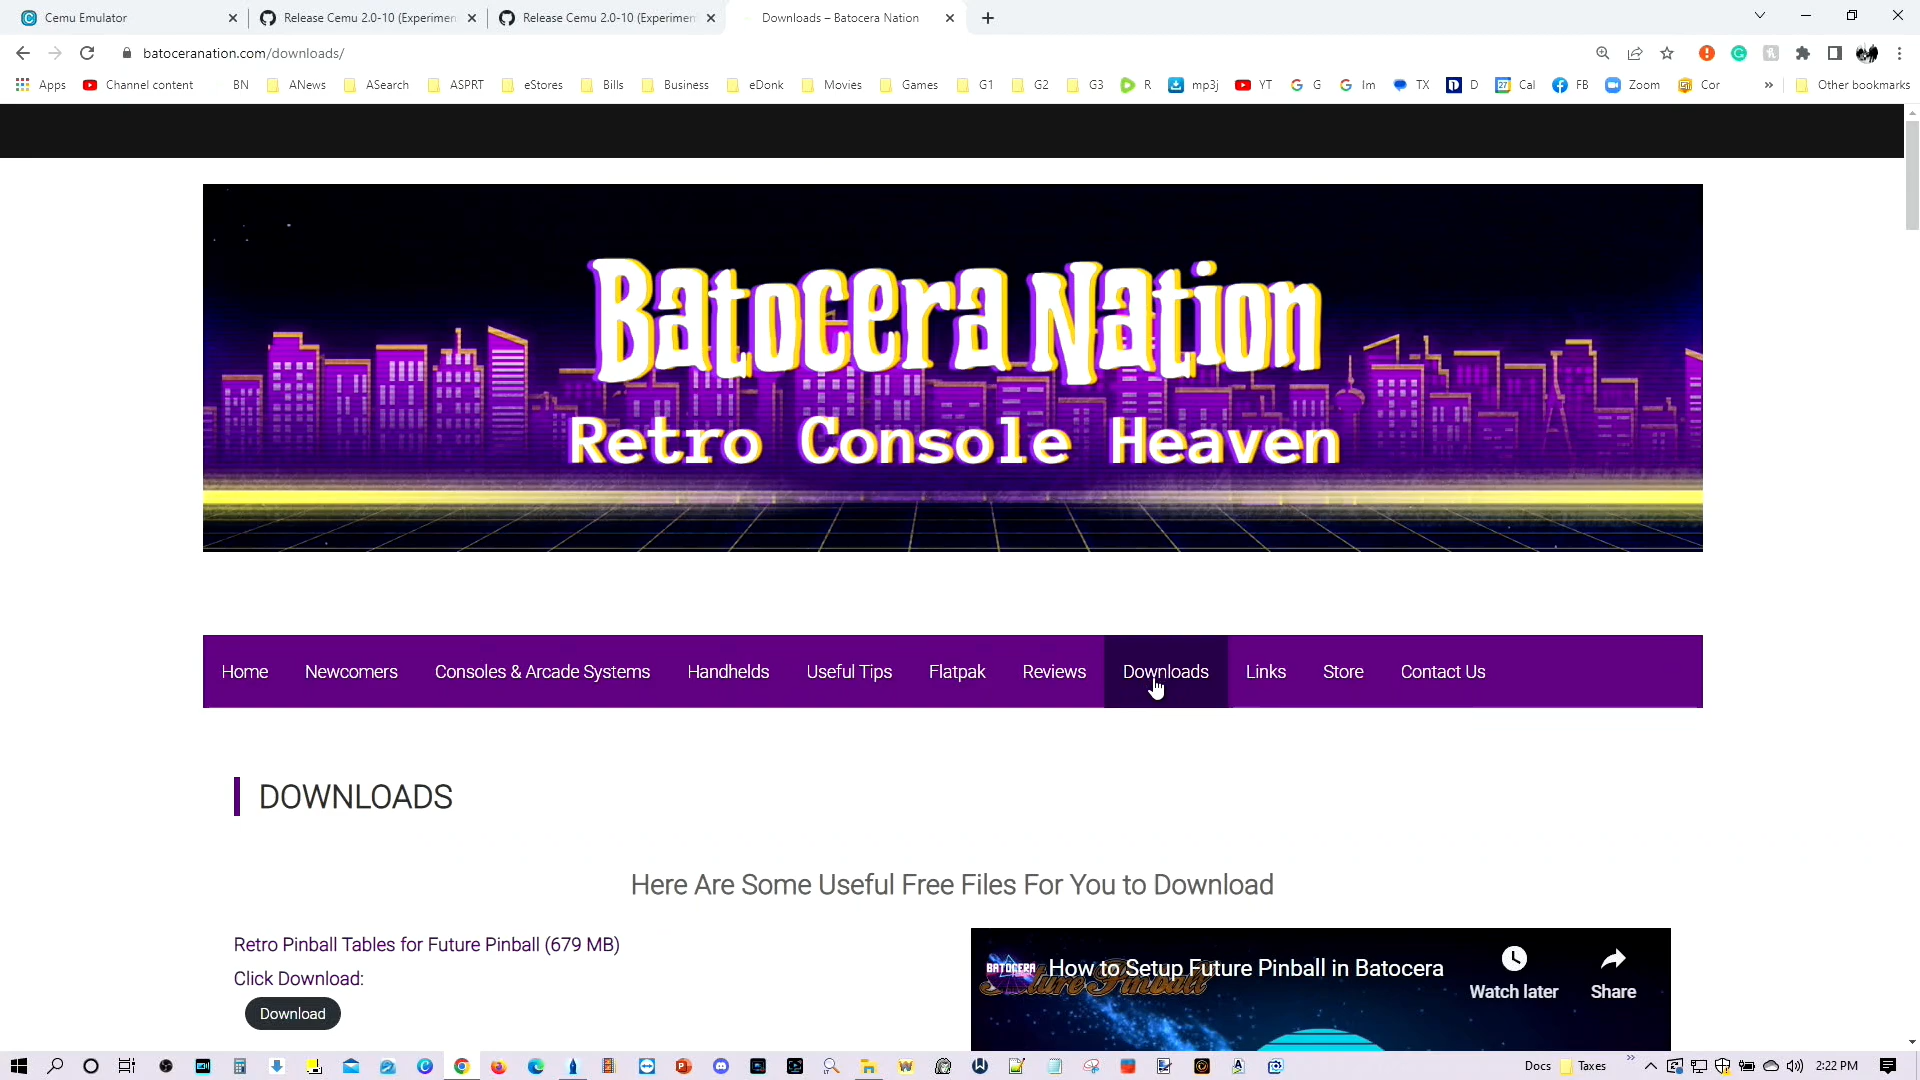 Cemu Emulator
Release Cemu 2.0-10 (Experimen
Release Cemu 2.0-10 (Experimen
Downloads – Batocera Nation
batoceranation.com/downloads/
Apps
Channel content
BN
ANews
ASearch
ASPRT
eStores
Bills
Business
eDonk
Movies
Games
G1
G2
G3
R
mp3j
YT
G
Im
TX
D
Cal
FB
Zoom
Cor
»
Other bookmarks
Batocera Nation
Retro Console Heaven
Home
Newcomers
Consoles & Arcade Systems
Handhelds
Useful Tips
Flatpak
Reviews
Downloads
Links
Store
Contact Us
DOWNLOADS
Here Are Some Useful Free Files For You to Download
Retro Pinball Tables for Future Pinball (679 MB)
Click Download:
Download
BATOCERA
How to Setup Future Pinball in Batocera
Future Pinball
Watch later
Share
Docs
Taxes
2:22 PM